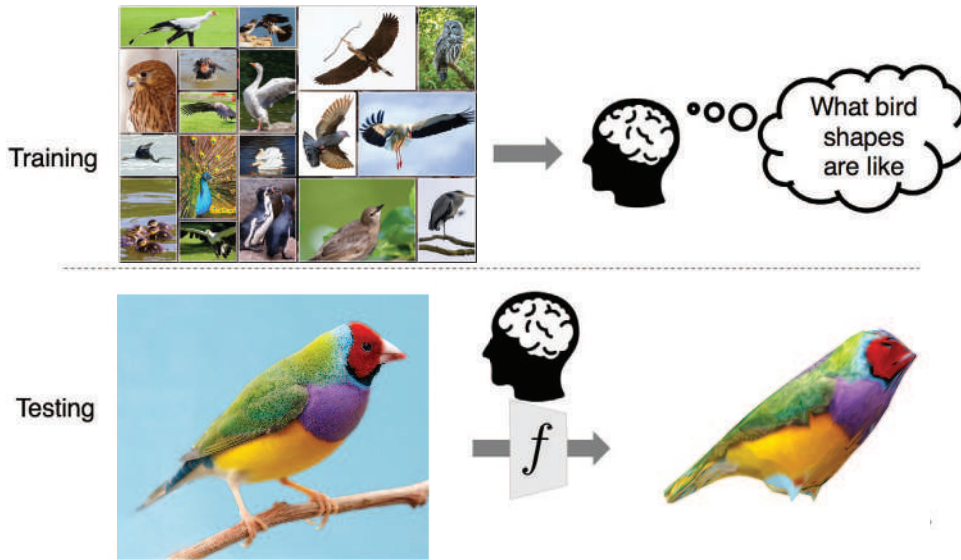 Training
What bird
shapes
are like
Testing
f